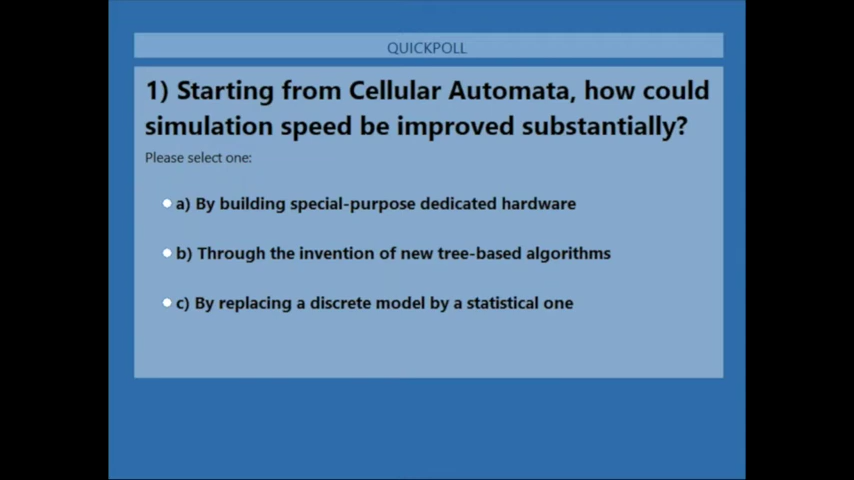 QUICKPOLL
1) Starting from Cellular Automata, how could
simulation speed be improved substantially?
Please select one:
a) By building special-purpose dedicated hardware
b) Through the invention of new tree-based algorithms
c) By replacing a discrete model by a statistical one